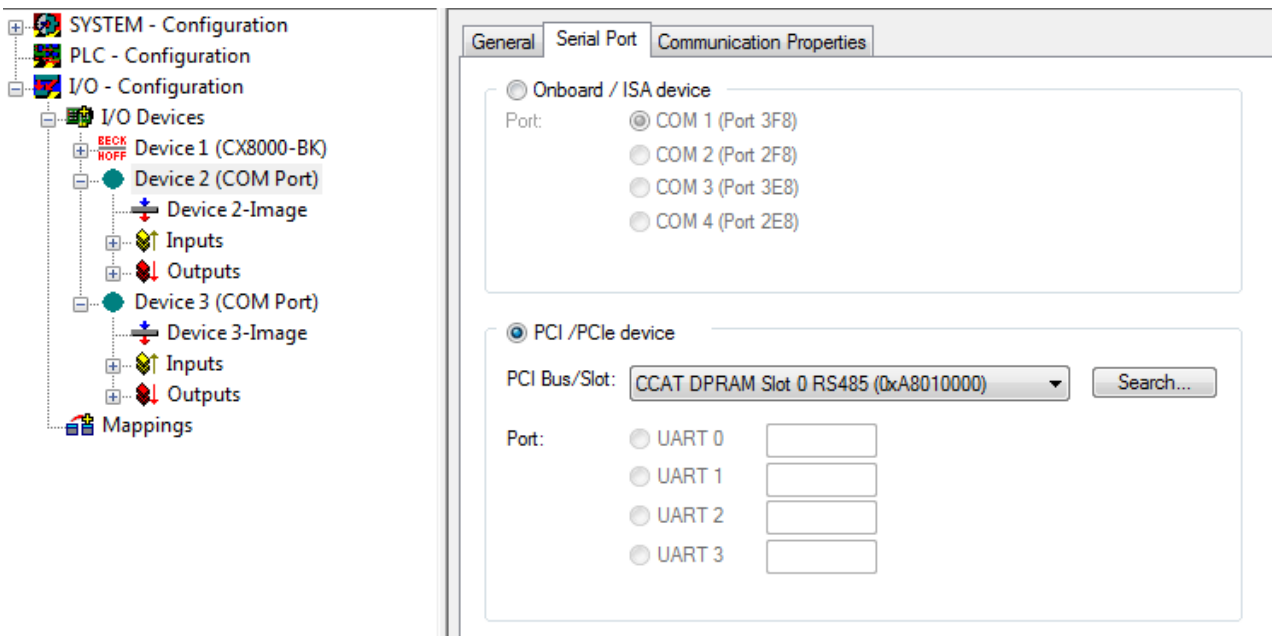 SYSTEM - Configuration
PLC - Configuration
I/O - Configuration
I/O Devices
BECK
HOFF
Device 1 (CX8000-BK)
Device 2 (COM Port)
Device 2-Image
Inputs
Outputs
Device 3 (COM Port)
Device 3-Image
Inputs
Outputs
Mappings
General Serial Port Communication Properties
Onboard / ISA device
Port: COM 1 (Port 3F8)
COM 2 (Port 2F8)
COM 3 (Port 3E8)
COM 4 (Port 2E8)
PCI /PCIe device
PCI Bus/Slot: CCAT DPRAM Slot 0 RS485 (0xA8010000) Search...
Port: UART 0
UART 1
UART 2
UART 3